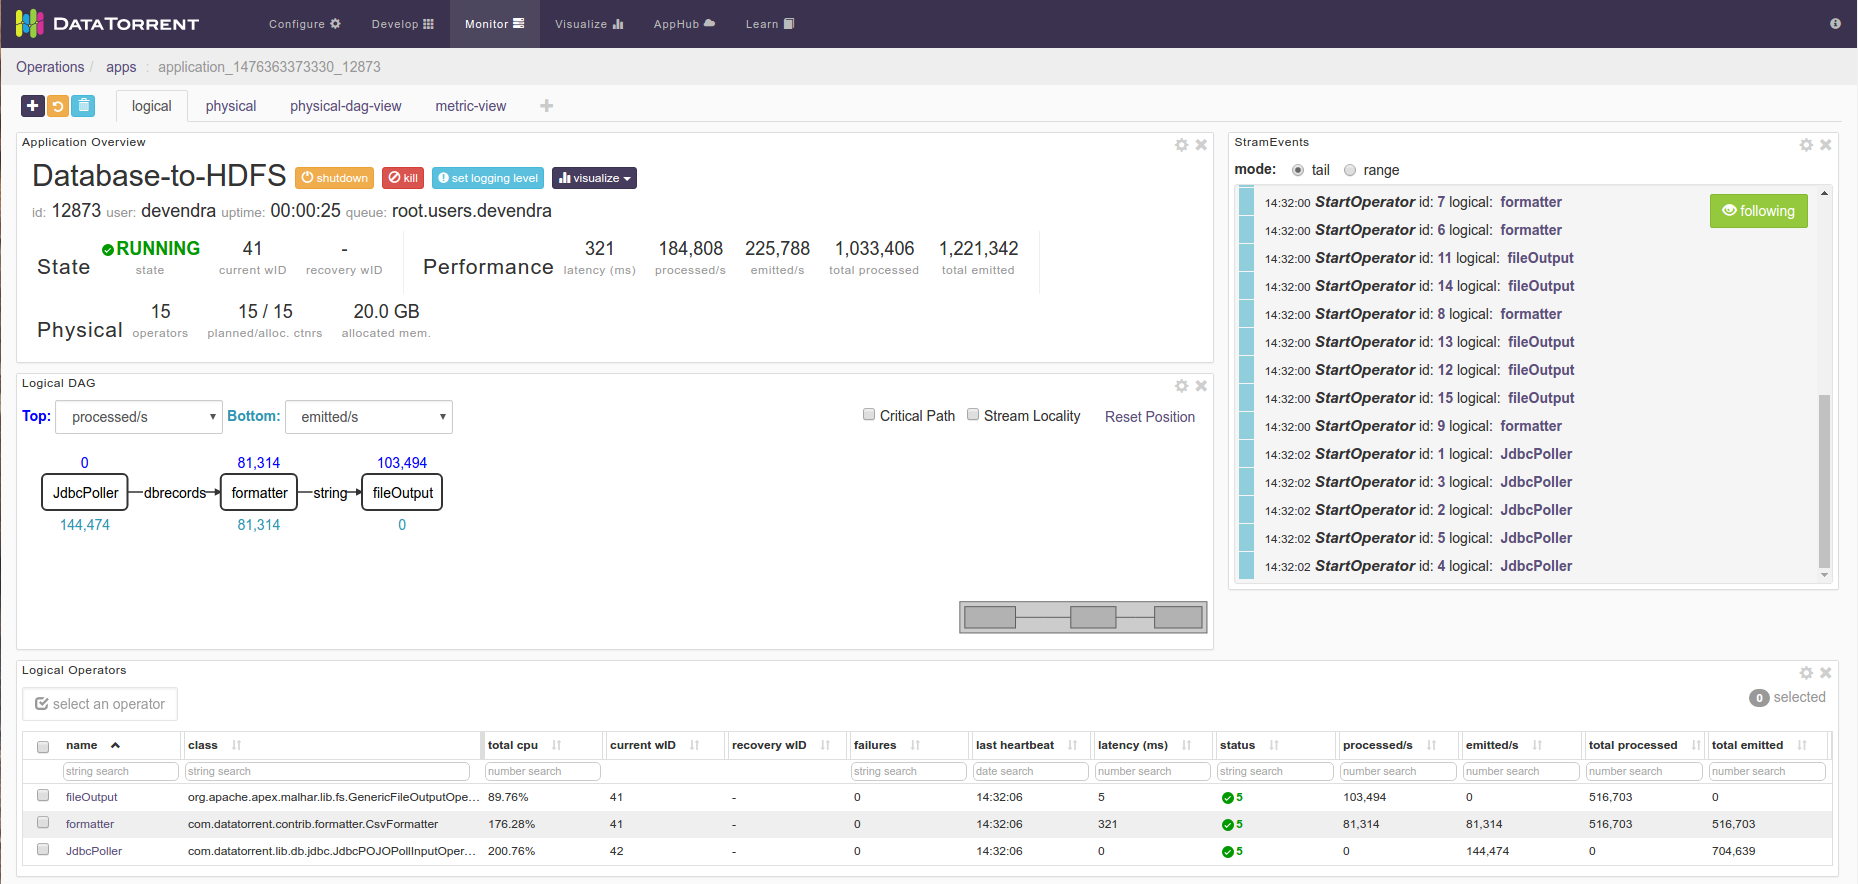 DATATORRENT Configure Develop Monitor Visualize AppHub Learn
Operations / apps : application_1476363373330_12873
logical physical physical-dag-view metric-view
Application Overview
Database-to-HDFS shutdown kill set logging level visualize
id: 12873 user: devendra uptime: 00:00:25 queue: root.users.devendra
State RUNNING state 41 current wID - recovery wID
Performance 321 latency (ms) 184,808 processed/s 225,788 emitted/s 1,033,406 total processed 1,221,342 total emitted
Physical 15 operators 15 / 15 planned/alloc. ctnrs 20.0 GB allocated mem.
StramEvents
mode: tail range
following
14:32:00 StartOperator id: 7 logical: formatter
14:32:00 StartOperator id: 6 logical: formatter
14:32:00 StartOperator id: 11 logical: fileOutput
14:32:00 StartOperator id: 14 logical: fileOutput
14:32:00 StartOperator id: 8 logical: formatter
14:32:00 StartOperator id: 13 logical: fileOutput
14:32:00 StartOperator id: 12 logical: fileOutput
14:32:00 StartOperator id: 15 logical: fileOutput
14:32:00 StartOperator id: 9 logical: formatter
14:32:02 StartOperator id: 1 logical: JdbcPoller
14:32:02 StartOperator id: 3 logical: JdbcPoller
14:32:02 StartOperator id: 2 logical: JdbcPoller
14:32:02 StartOperator id: 5 logical: JdbcPoller
14:32:02 StartOperator id: 4 logical: JdbcPoller
Logical DAG
Top: processed/s Bottom: emitted/s Critical Path Stream Locality Reset Position
0 81,314 103,494
JdbcPoller dbrecords formatter string fileOutput
144,474 81,314 0
Logical Operators
select an operator 0 selected
name class total cpu current wID recovery wID failures last heartbeat latency (ms) status processed/s emitted/s total processed total emitted
string search string search number search string search date search number search string search number search number search number search number search
fileOutput org.apache.apex.malhar.lib.fs.GenericFileOutputOpe... 89.76% 41 - 0 14:32:06 5 5 103,494 0 516,703 0
formatter com.datatorrent.contrib.formatter.CsvFormatter 176.28% 41 - 0 14:32:06 321 5 81,314 81,314 516,703 516,703
JdbcPoller com.datatorrent.lib.db.jdbc.JdbcPOJOPollInputOper... 200.76% 42 - 0 14:32:06 0 5 0 144,474 0 704,639